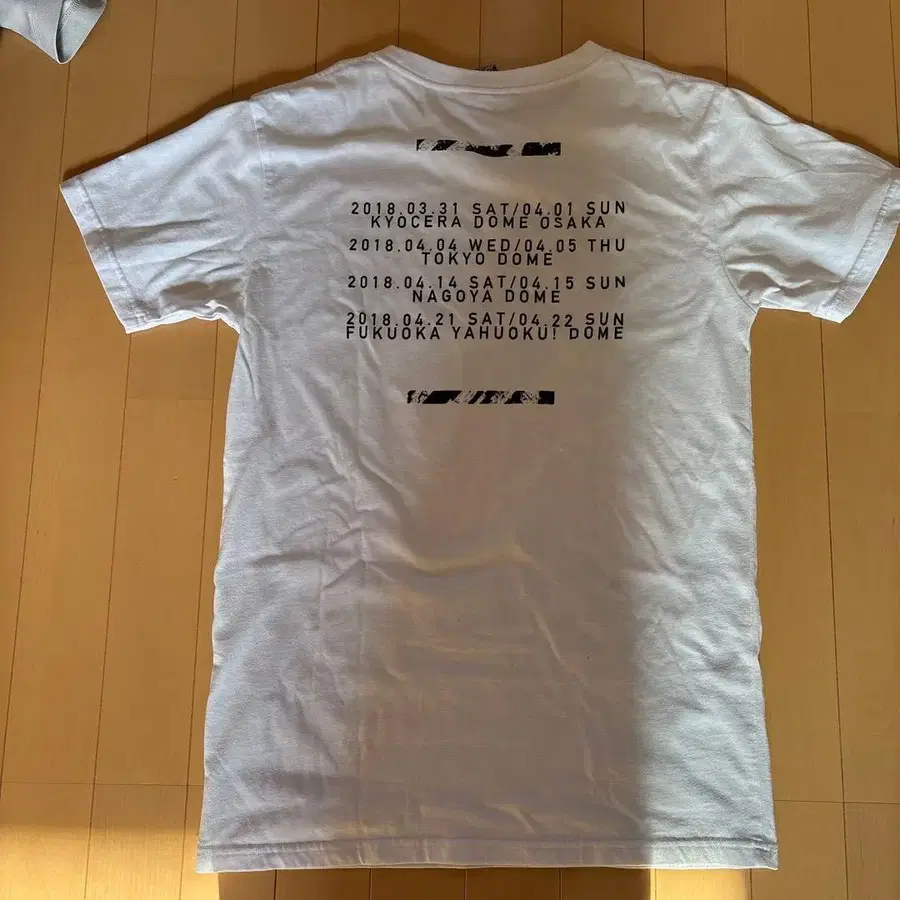 2018.03.31 SAT/04.01 SUN
KYOCERA DOME OSAKA
2018.04.04 WED/04.05 THU
TOKYO DOME
2018.04.14 SAT/04.15 SUN
NAGOYA DOME
2018.04.21 SAT/04.22 SUN
FUKUOKA YAHUOKU! DOME